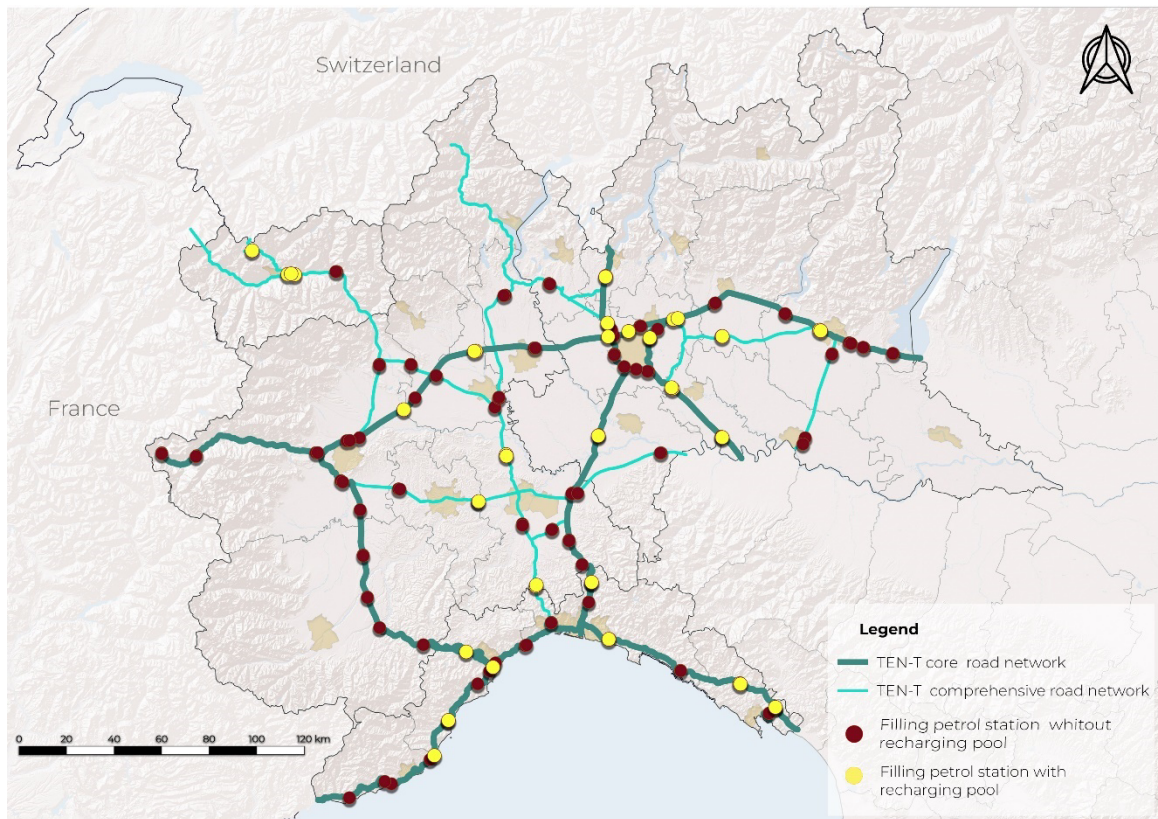 Switzerland
France
Legend
TEN-T core road network
TEN-T comprehensive road network
Filling petrol station whitout
recharging pool
Filling petrol station with
recharging pool
0 20 40 60 80 100 120 km